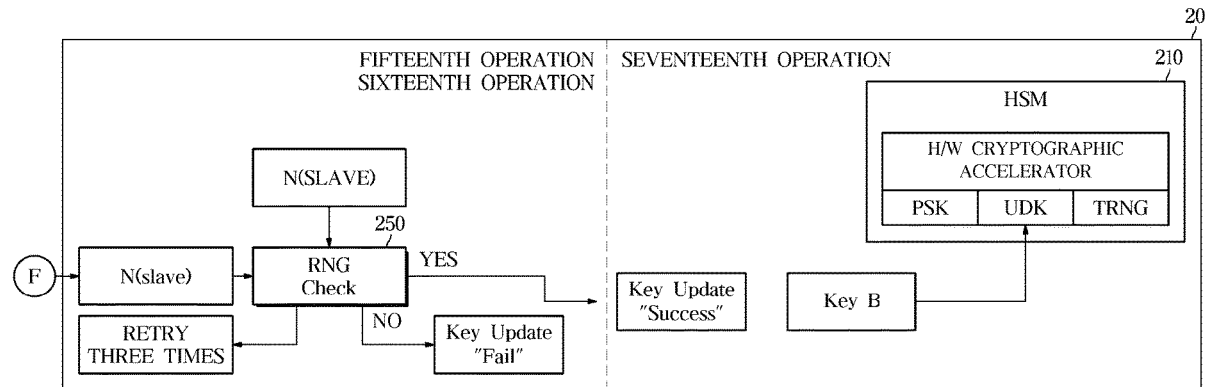 20
FIFTEENTH OPERATION
SIXTEENTH OPERATION
SEVENTEENTH OPERATION
210
HSM
H/W CRYPTOGRAPHIC
ACCELERATOR
PSK
UDK
TRNG
N(SLAVE)
250
F
N(slave)
RNG
Check
YES
NO
RETRY
THREE TIMES
Key Update
"Fail"
Key Update
"Success"
Key B